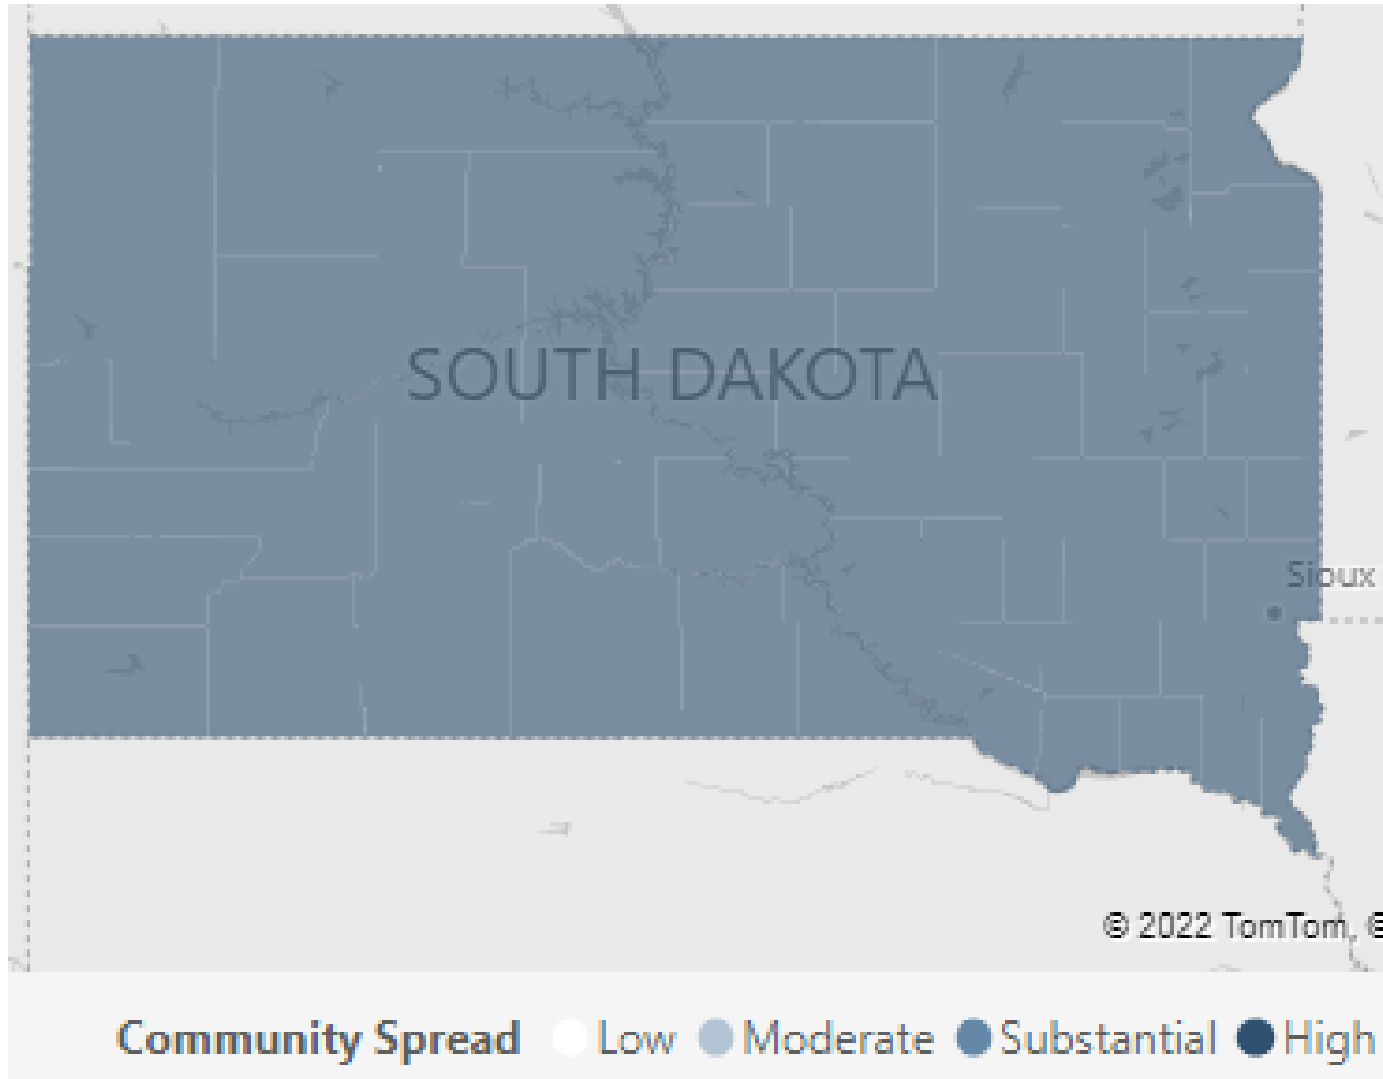 SOUTH DAKOTA
Sioux
© 2022 TomTom, ©
Community Spread Low Moderate Substantial High